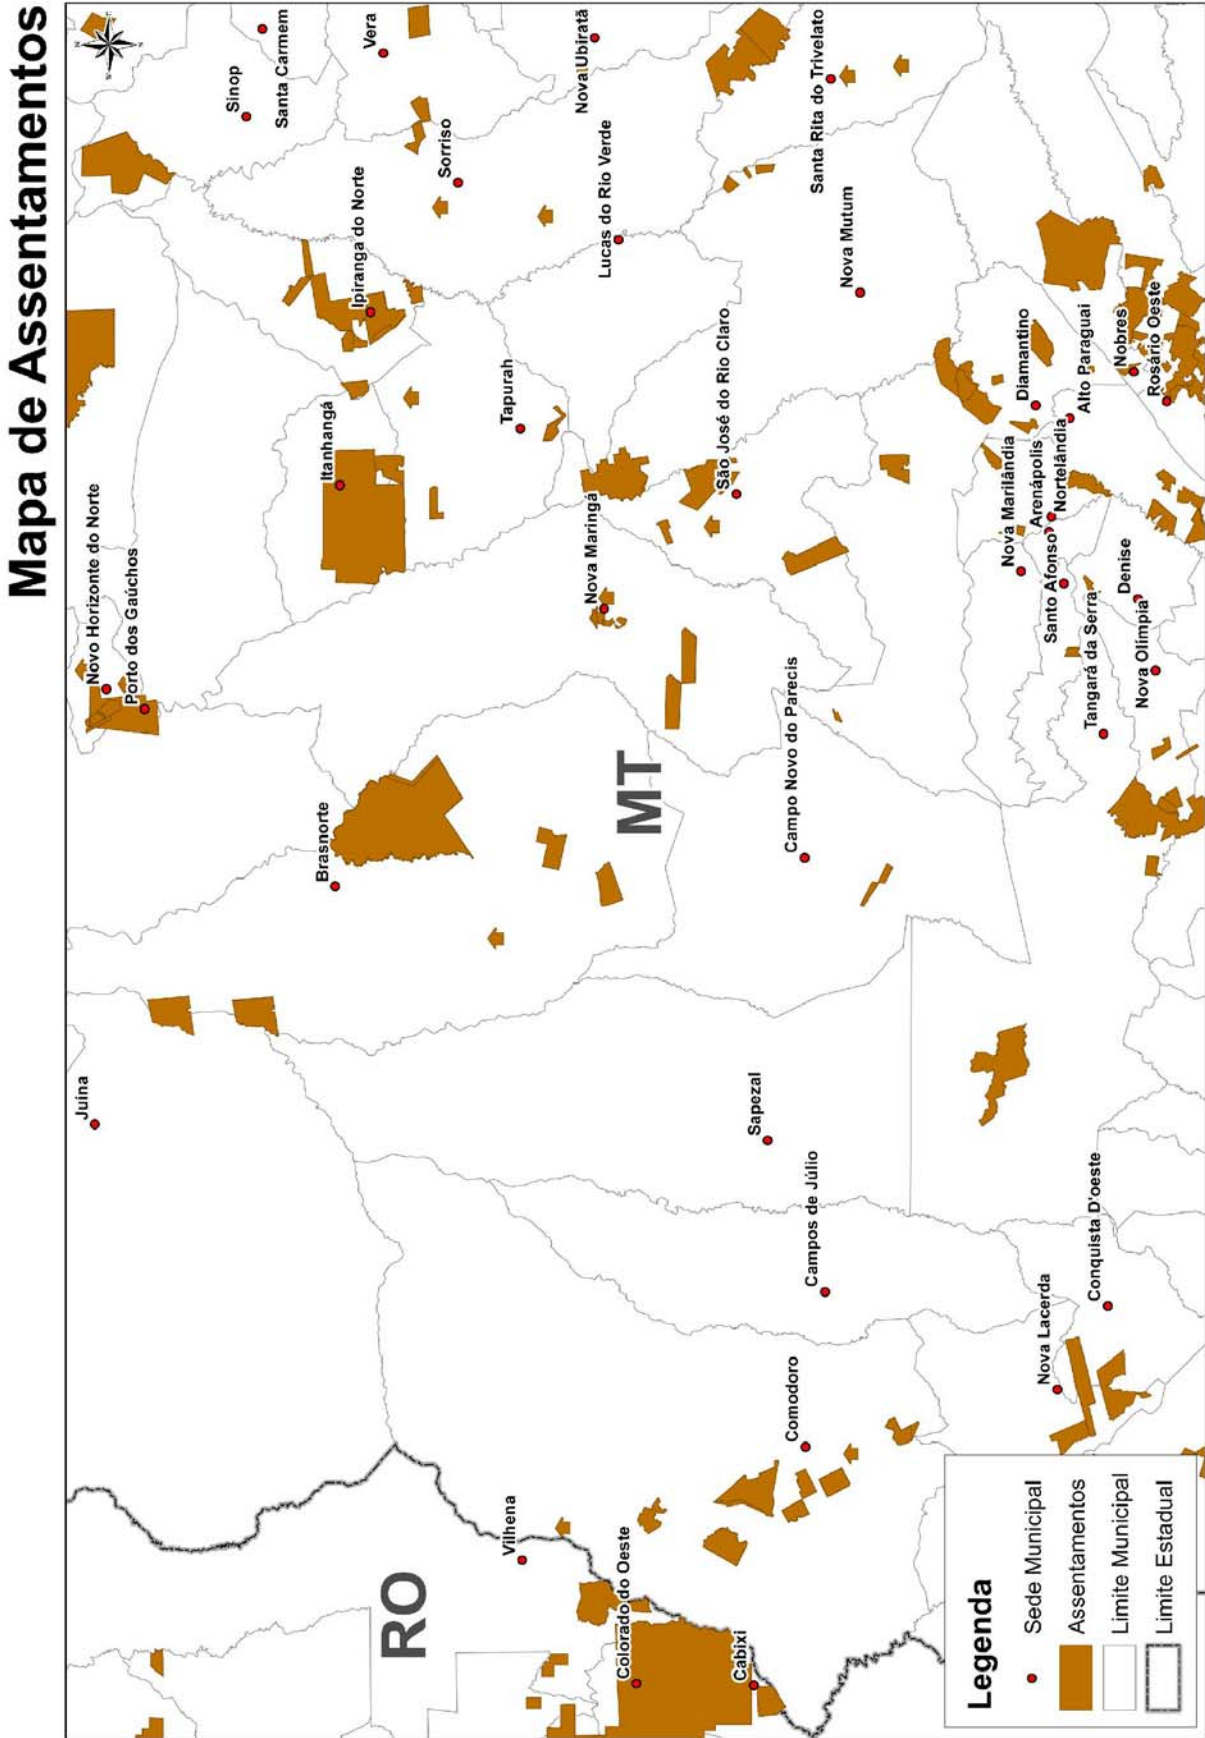 Mapa de Assentamentos
Juína
Novo Horizonte do Norte
Porto dos Gaúchos
Sinop
Santa Carmem
Vera
Brasnorte
Itanhangá
Ipiranga do Norte
Sorriso
RO
Vilhena
Tapurah
Nova Ubiratã
Nova Maringá
Lucas do Rio Verde
MT
Colorado do Oeste
Cabixi
Sapezal
São José do Rio Claro
Comodoro
Campos de Júlio
Campo Novo do Parecis
Nova Mutum
Santa Rita do Trivelato
Nova Lacerda
Conquista D'oeste
Nova Marilândia
Diamantino
Santo Afonso
Arenápolis
Nortelândia
Alto Paraguai
Tangará da Serra
Denise
Nova Olímpia
Nobres
Rosário Oeste
Legenda
Sede Municipal
Assentamentos
Limite Municipal
Limite Estadual